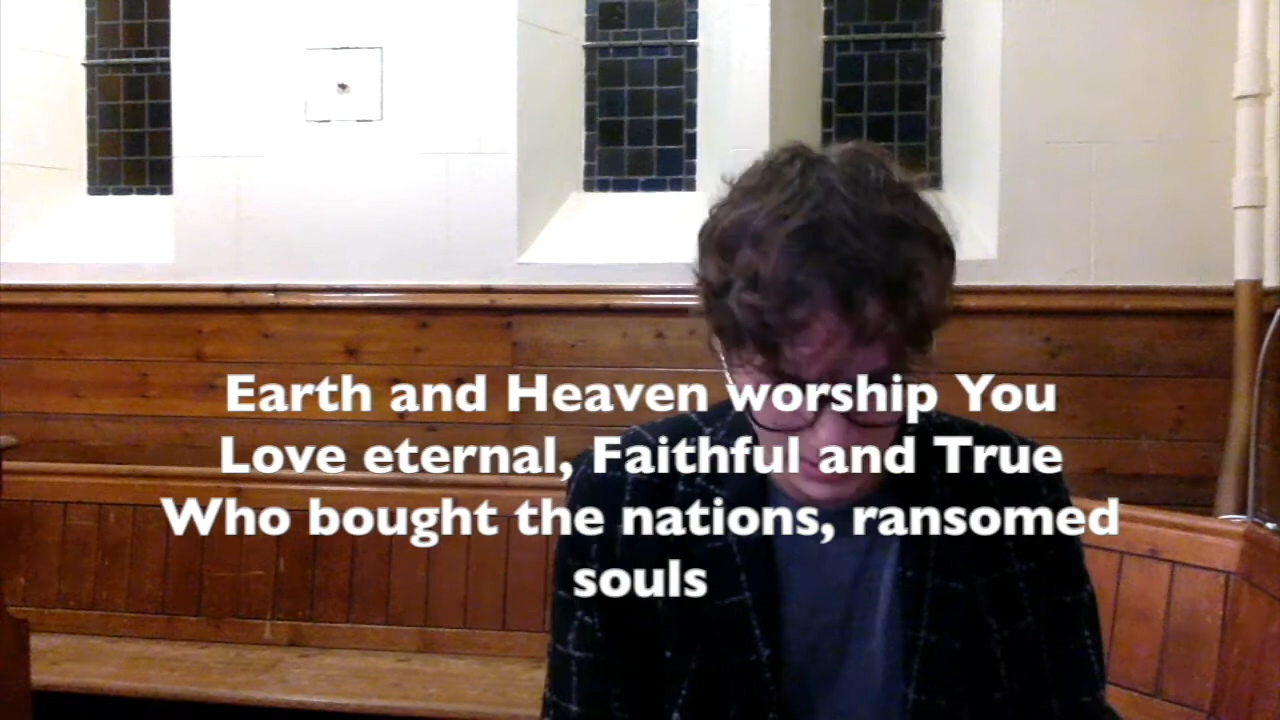 Earth and Heaven worship You
Love eternal, Faithful and True
Who bought the nations, ransomed
souls